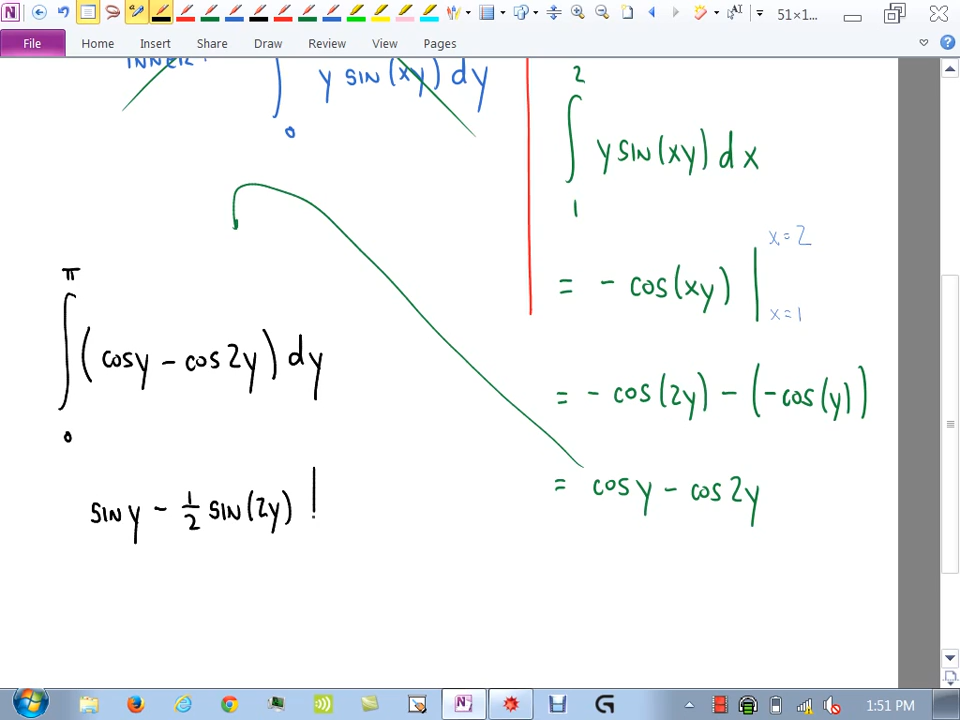 51×1...
File Home Insert Share Draw Review View Pages
INNER:
∫₀ y sin(xy) dy
∫₁² y sin(xy) dx
= - cos(xy) |
x=2
x=1
= - cos(2y) - (-cos(y))
= cos y - cos 2y
∫₀^π (cos y - cos 2y) dy
sin y - 1/2 sin(2y) |
1:51 PM